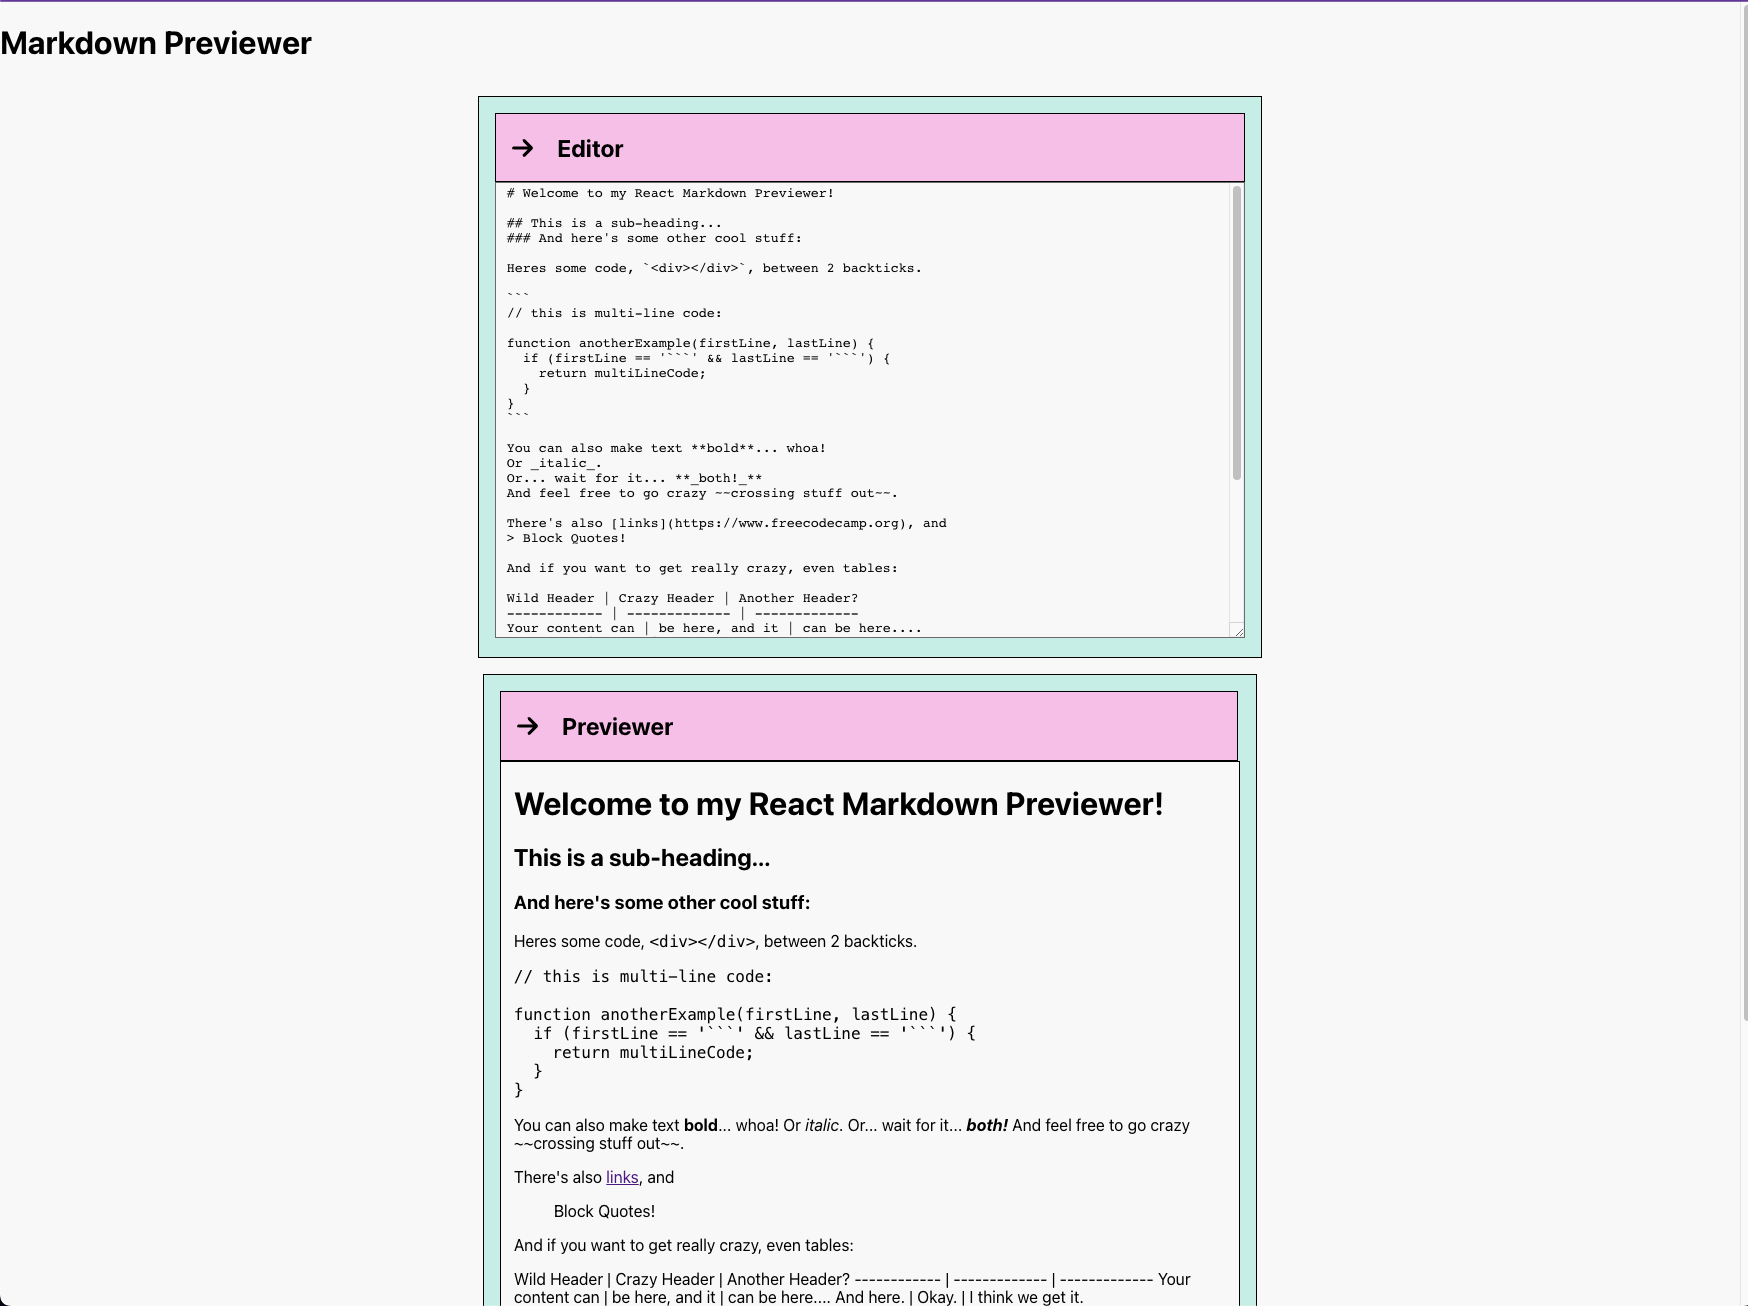 Markdown Previewer
Editor
# Welcome to my React Markdown Previewer!
## This is a sub-heading...
### And here's some other cool stuff:
Heres some code, `<div></div>`, between 2 backticks.
```
// this is multi-line code:
function anotherExample(firstLine, lastLine) {
  if (firstLine == '```' && lastLine == '```') {
    return multiLineCode;
  }
}
```
You can also make text **bold**... whoa!
Or _italic_.
Or... wait for it... **_both!_**
And feel free to go crazy ~~crossing stuff out~~.
There's also [links](https://www.freecodecamp.org), and
> Block Quotes!
And if you want to get really crazy, even tables:
Wild Header | Crazy Header | Another Header?
------------ | ------------- | -------------
Your content can | be here, and it | can be here....
Previewer
Welcome to my React Markdown Previewer!
This is a sub-heading...
And here's some other cool stuff:
Heres some code, <div></div>, between 2 backticks.
// this is multi-line code:
function anotherExample(firstLine, lastLine) {
  if (firstLine == '```' && lastLine == '```') {
    return multiLineCode;
  }
}
You can also make text bold... whoa! Or italic. Or... wait for it... both! And feel free to go crazy
~~crossing stuff out~~.
There's also links, and
Block Quotes!
And if you want to get really crazy, even tables:
Wild Header | Crazy Header | Another Header? ------------ | ------------- | ------------- Your
content can | be here, and it | can be here.... And here. | Okay. | I think we get it.